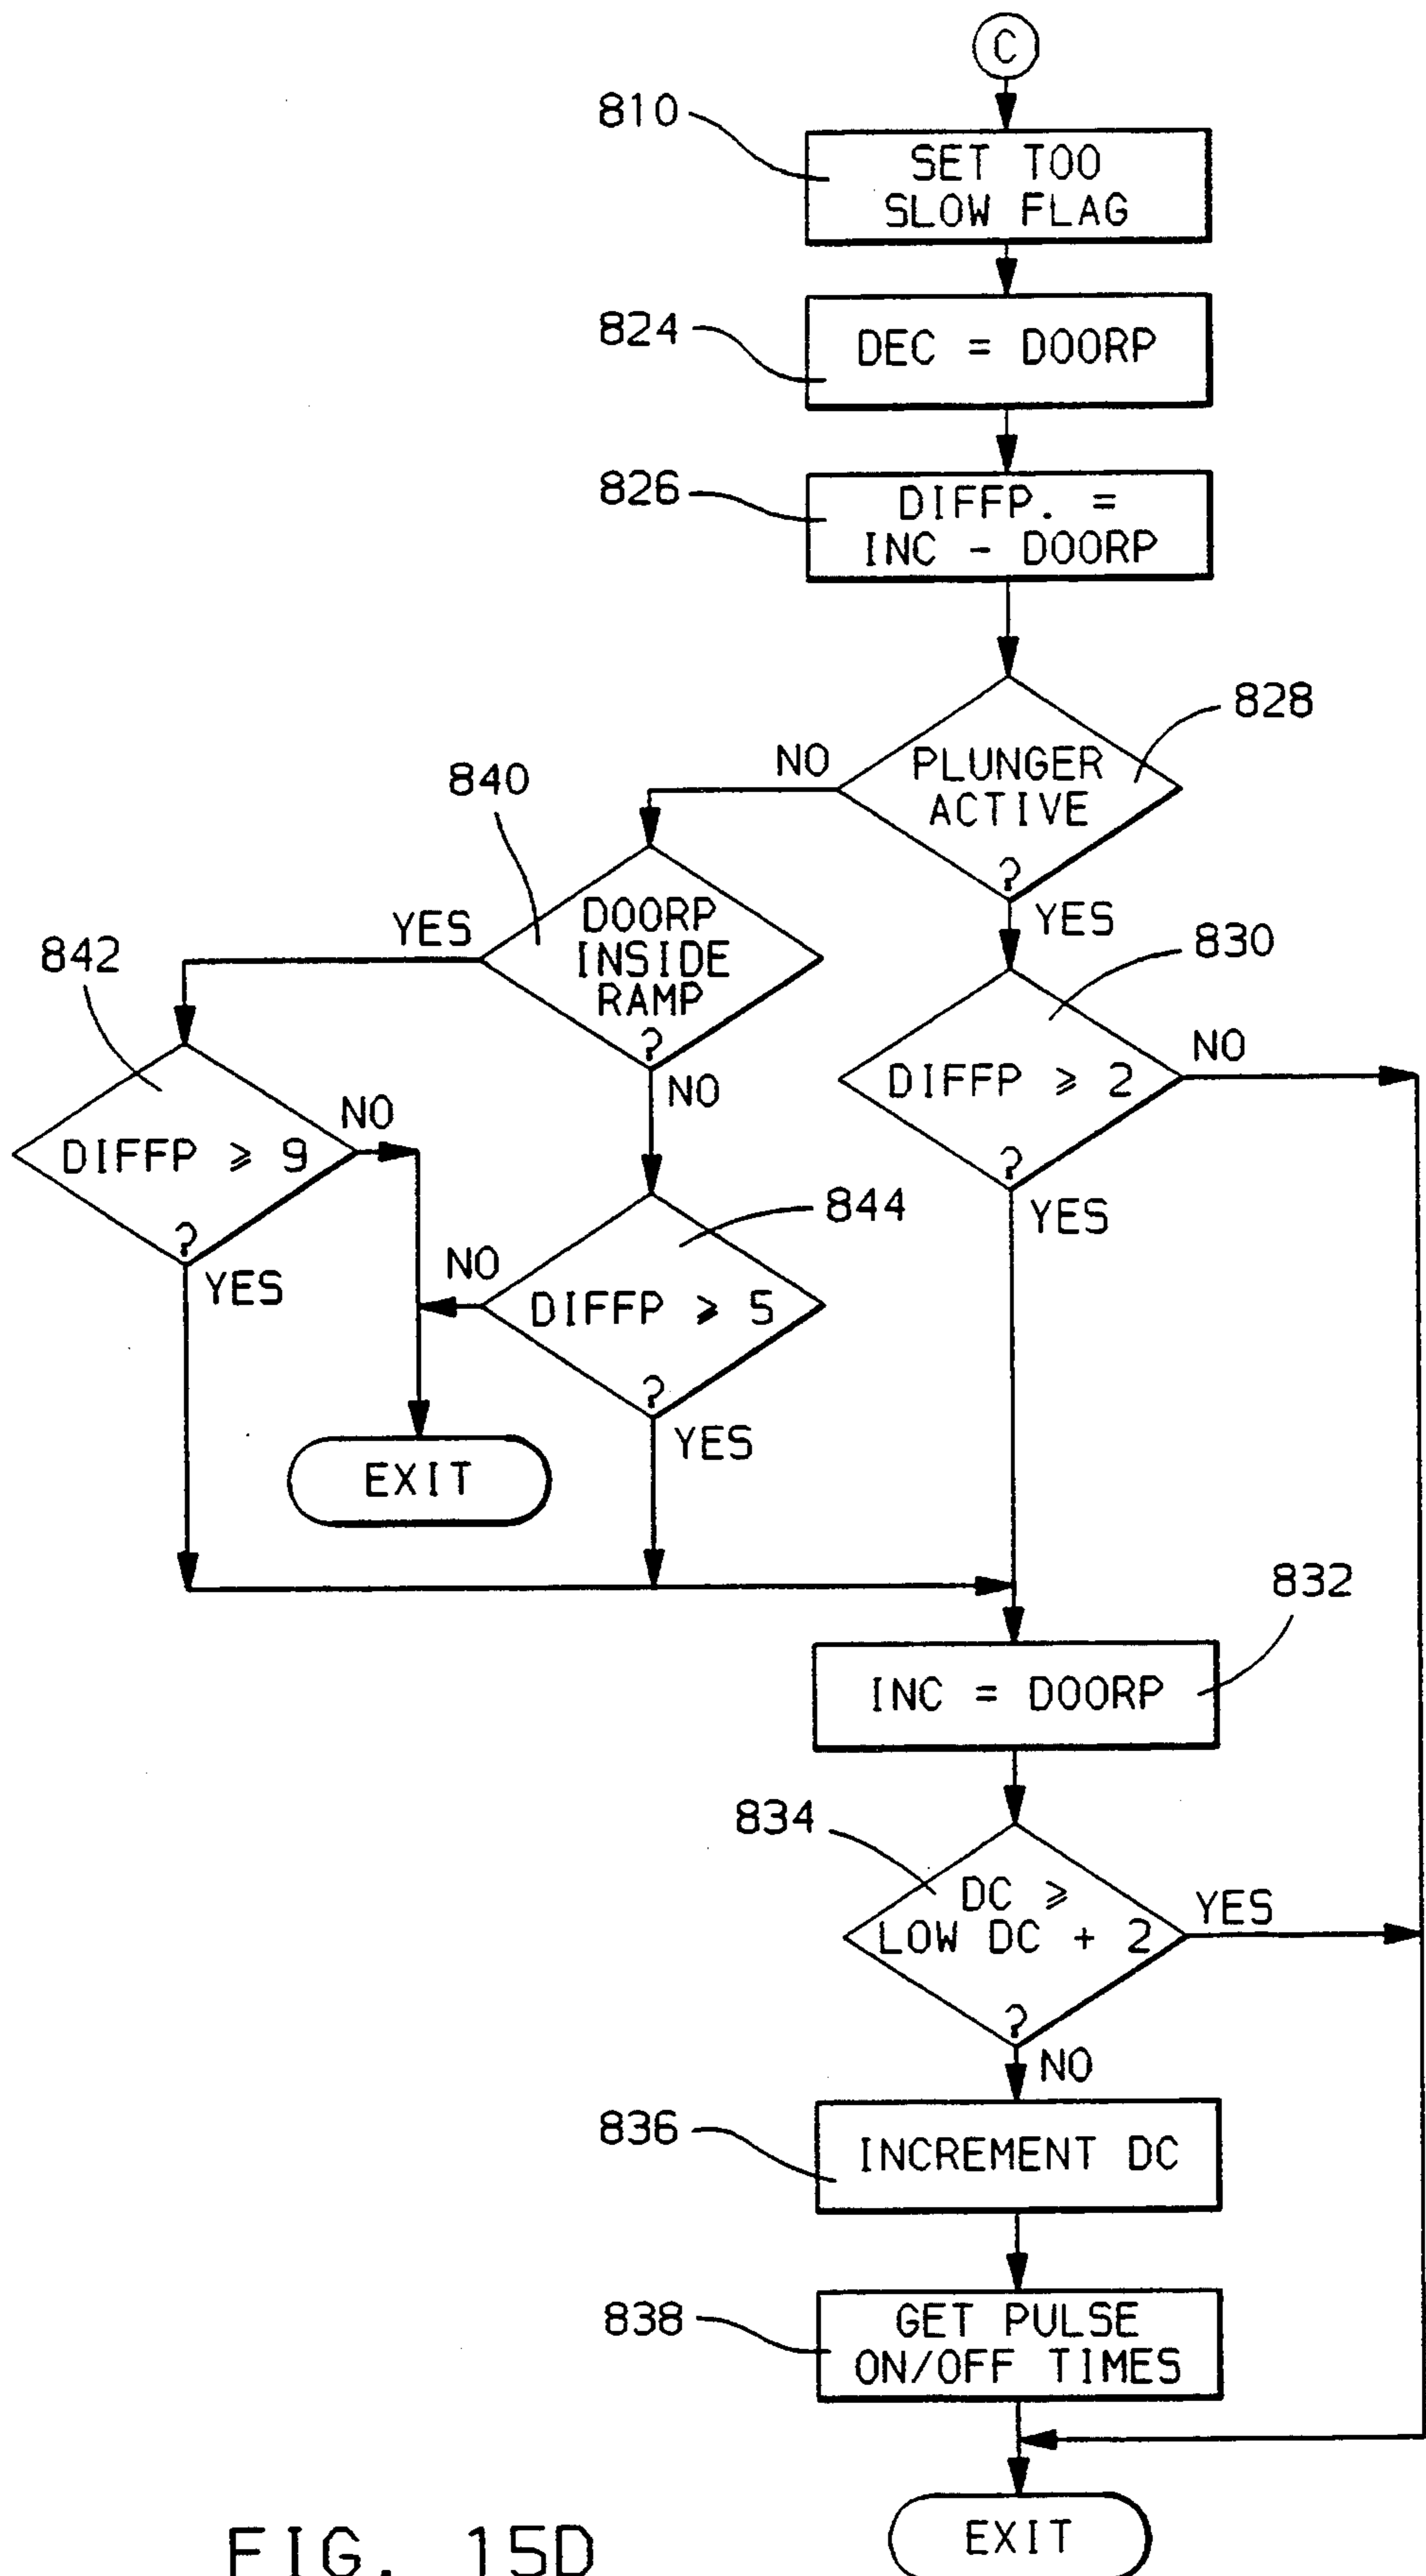 C
810
SET TOO
SLOW FLAG
824
DEC = DOORP
826
DIFFP. =
INC - DOORP
828
PLUNGER
ACTIVE
?
NO
YES
840
DOORP
INSIDE
RAMP
?
YES
NO
830
DIFFP ⩾ 2
?
NO
YES
842
DIFFP ⩾ 9
?
NO
YES
844
DIFFP ⩾ 5
?
NO
YES
EXIT
832
INC = DOORP
834
DC ⩾
LOW DC + 2
?
YES
NO
836
INCREMENT DC
838
GET PULSE
ON/OFF TIMES
EXIT
FIG. 15D